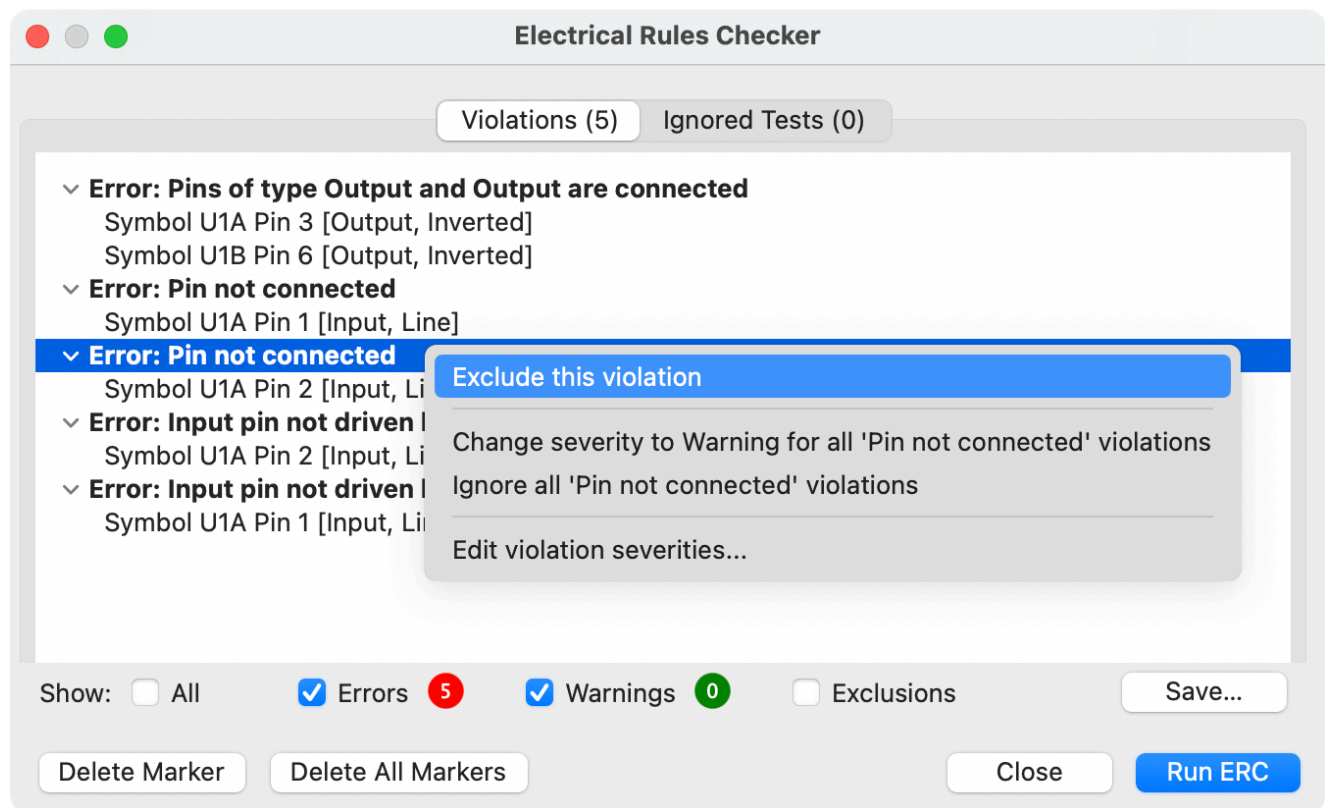 Electrical Rules Checker
Violations (5) Ignored Tests (0)
Error: Pins of type Output and Output are connected
Symbol U1A Pin 3 [Output, Inverted]
Symbol U1B Pin 6 [Output, Inverted]
Error: Pin not connected
Symbol U1A Pin 1 [Input, Line]
Error: Pin not connected
Exclude this violation
Symbol U1A Pin 2 [Input, Li
Error: Input pin not driven
Change severity to Warning for all 'Pin not connected' violations
Symbol U1A Pin 2 [Input, Li
Ignore all 'Pin not connected' violations
Error: Input pin not driven
Symbol U1A Pin 1 [Input, Li
Edit violation severities...
Show: All Errors 5 Warnings 0 Exclusions Save...
Delete Marker Delete All Markers Close Run ERC